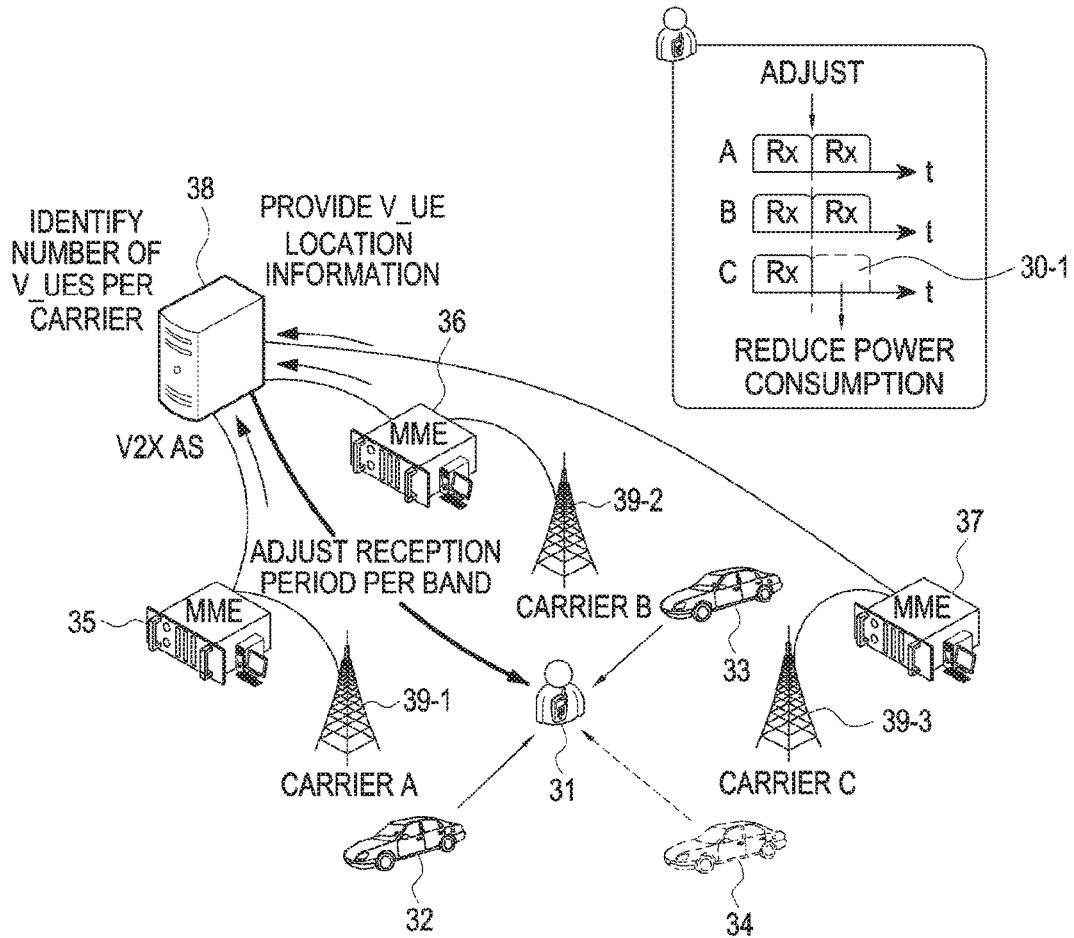 ADJUST
A Rx Rx t
B Rx Rx t
C Rx t
30-1
REDUCE POWER
CONSUMPTION
38
IDENTIFY
NUMBER OF
V_UES PER
CARRIER
PROVIDE V_UE
LOCATION
INFORMATION
V2X AS
36
MME
39-2
CARRIER B
33
37
MME
ADJUST RECEPTION
PERIOD PER BAND
35
MME
39-1
CARRIER A
31
39-3
CARRIER C
32
34